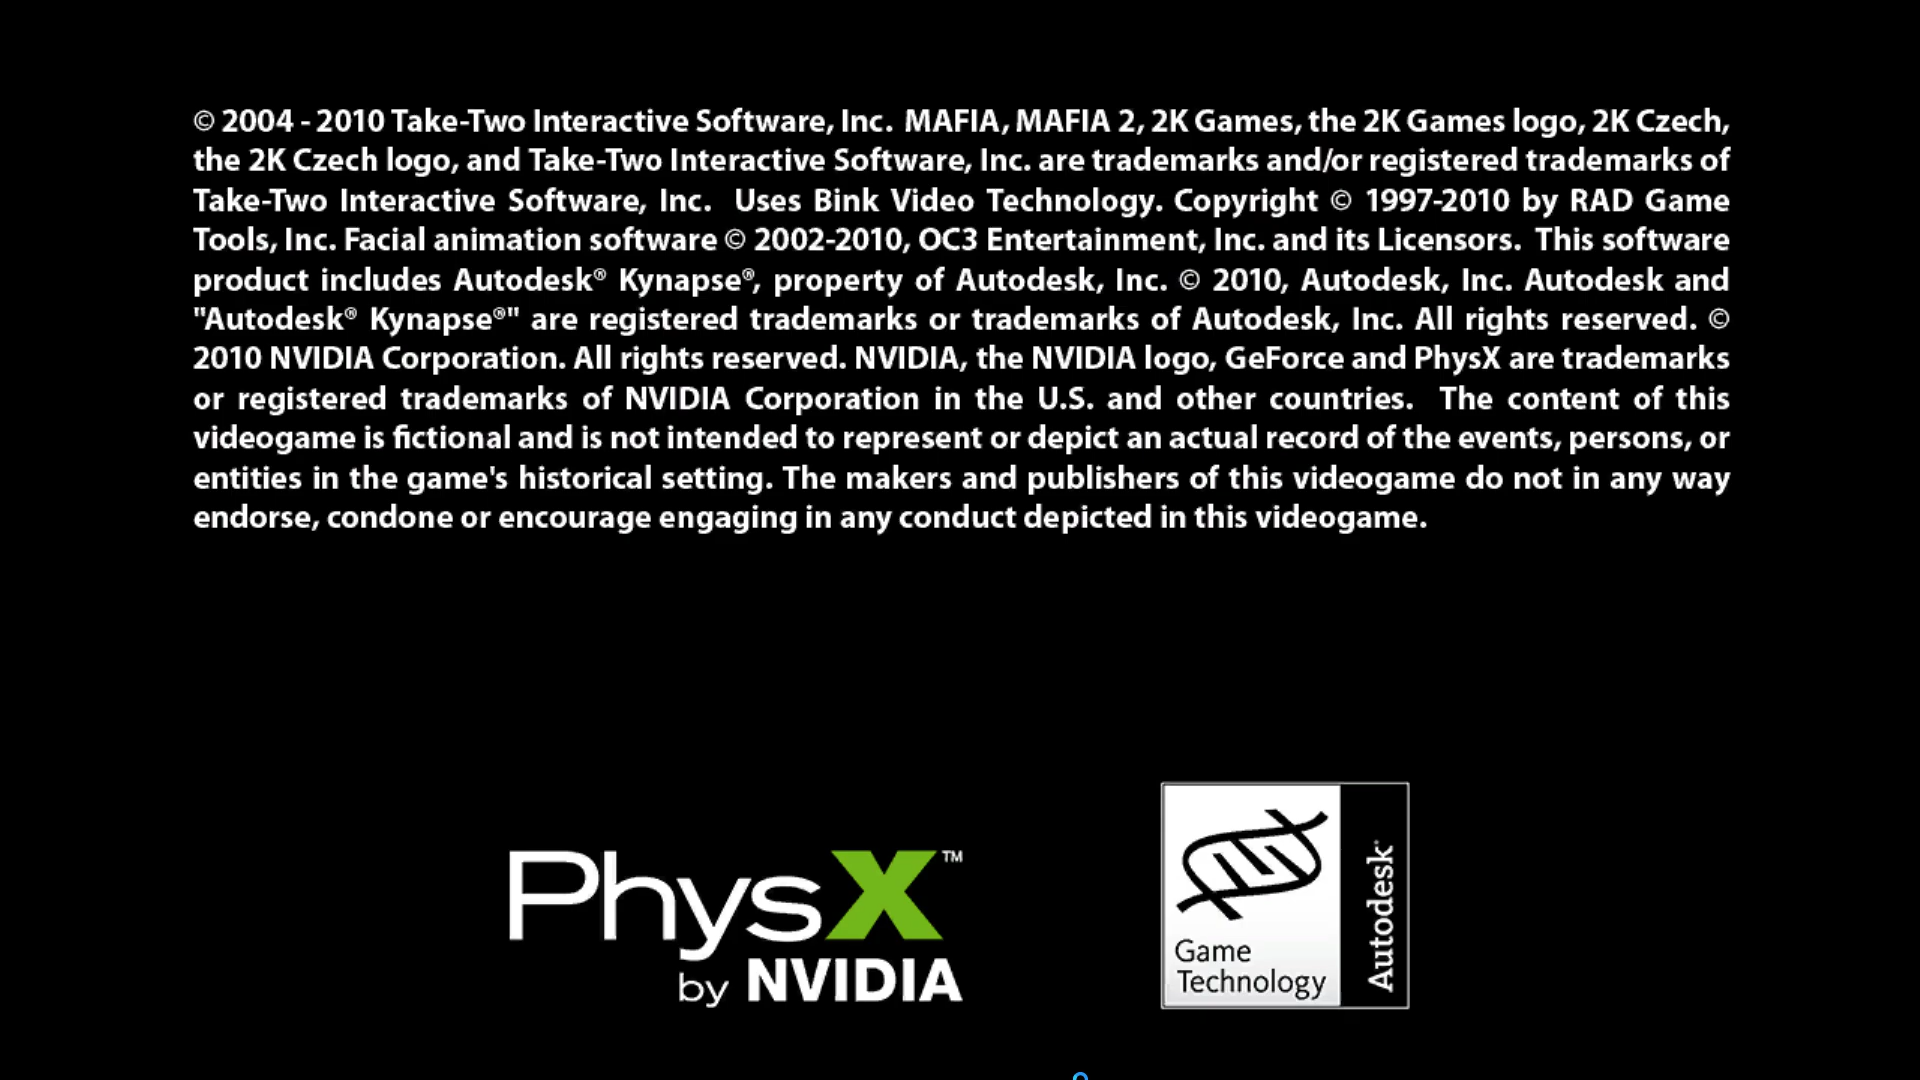 © 2004 - 2010 Take-Two Interactive Software, Inc. MAFIA, MAFIA 2, 2K Games, the 2K Games logo, 2K Czech,
the 2K Czech logo, and Take-Two Interactive Software, Inc. are trademarks and/or registered trademarks of
Take-Two Interactive Software, Inc. Uses Bink Video Technology. Copyright © 1997-2010 by RAD Game
Tools, Inc. Facial animation software © 2002-2010, OC3 Entertainment, Inc. and its Licensors. This software
product includes Autodesk® Kynapse®, property of Autodesk, Inc. © 2010, Autodesk, Inc. Autodesk and
"Autodesk® Kynapse®" are registered trademarks or trademarks of Autodesk, Inc. All rights reserved. ©
2010 NVIDIA Corporation. All rights reserved. NVIDIA, the NVIDIA logo, GeForce and PhysX are trademarks
or registered trademarks of NVIDIA Corporation in the U.S. and other countries. The content of this
videogame is fictional and is not intended to represent or depict an actual record of the events, persons, or
entities in the game's historical setting. The makers and publishers of this videogame do not in any way
endorse, condone or encourage engaging in any conduct depicted in this videogame.
PhysX™
by NVIDIA
Game
Technology
Autodesk®